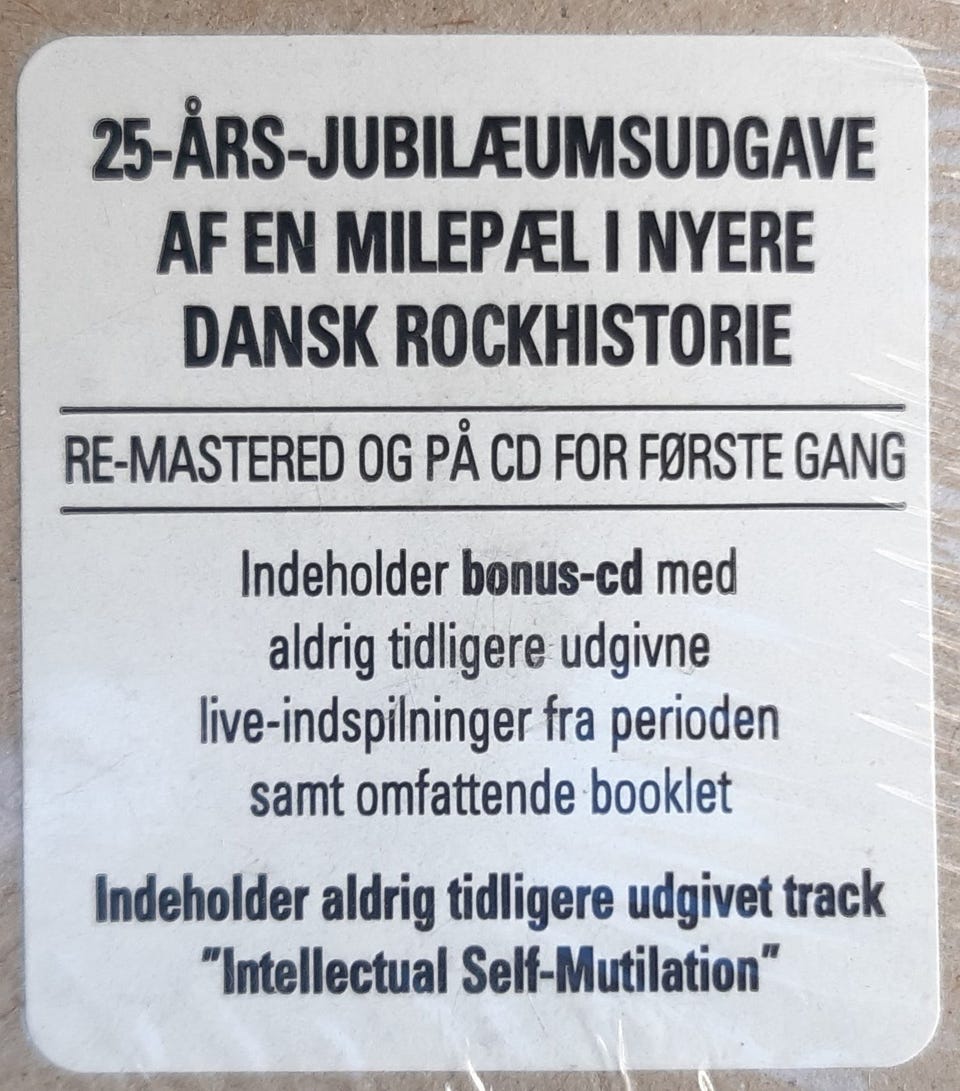 25-ÅRS-JUBILÆUMSUDGAVE
AF EN MILEPÆL I NYERE
DANSK ROCKHISTORIE
RE-MASTERED OG PÅ CD FOR FØRSTE GANG
Indeholder bonus-cd med
aldrig tidligere udgivne
live-indspilninger fra perioden
samt omfattende booklet
Indeholder aldrig tidligere udgivet track
"Intellectual Self-Mutilation"